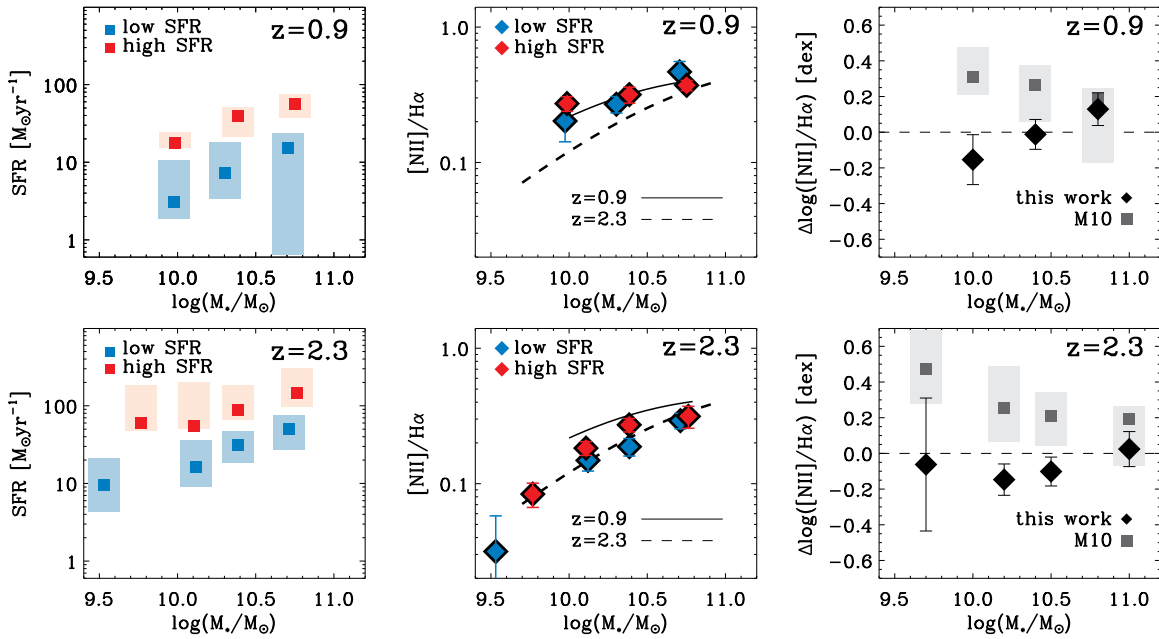 low SFR
high SFR
z=0.9
SFR [M⊙yr⁻¹]
100
10
1
9.5 10.0 10.5 11.0
log(M⋆/M⊙)
low SFR
high SFR
z=0.9
[NII]/Hα
1.0
0.1
z=0.9
z=2.3
9.5 10.0 10.5 11.0
log(M⋆/M⊙)
Δlog([NII]/Hα) [dex]
z=0.9
0.6
0.4
0.2
0.0
-0.2
-0.4
-0.6
this work
M10
9.5 10.0 10.5 11.0
log(M⋆/M⊙)
low SFR
high SFR
z=2.3
SFR [M⊙yr⁻¹]
100
10
1
9.5 10.0 10.5 11.0
log(M⋆/M⊙)
low SFR
high SFR
z=2.3
[NII]/Hα
1.0
0.1
z=0.9
z=2.3
9.5 10.0 10.5 11.0
log(M⋆/M⊙)
Δlog([NII]/Hα) [dex]
z=2.3
0.6
0.4
0.2
0.0
-0.2
-0.4
-0.6
this work
M10
9.5 10.0 10.5 11.0
log(M⋆/M⊙)